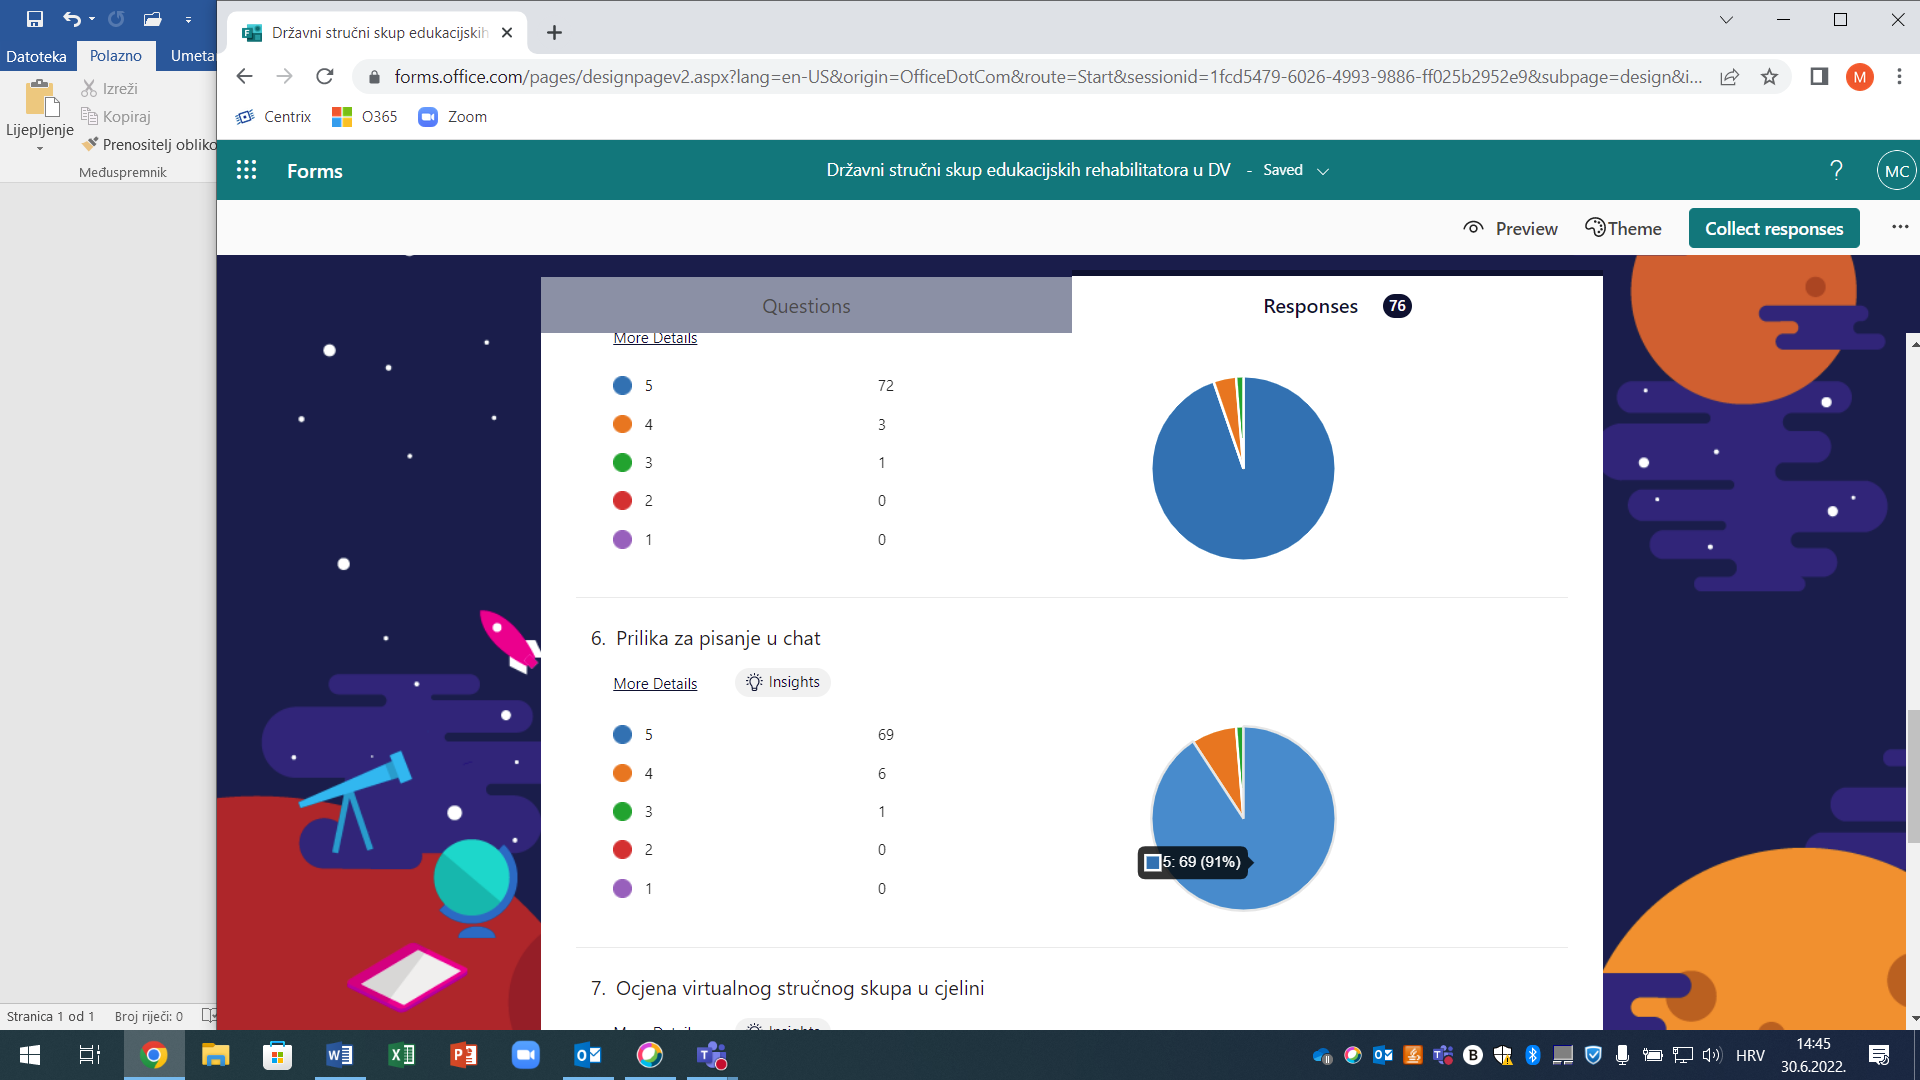 Državni stručni skup edukacijskih
Datoteka Polazno Umeta
forms.office.com/pages/designpagev2.aspx?lang=en-US&origin=OfficeDotCom&route=Start&sessionid=1fcd5479-6026-4993-9886-ff025b2952e9&subpage=design&i...
M
Izreži
Kopiraj
Lijepljenje
Prenositelj obliko
Međuspremnik
Centrix O365 Zoom
Forms
Državni stručni skup edukacijskih rehabilitatora u DV - Saved
?
MC
Preview Theme Collect responses ...
Questions Responses 76
More Details
5 72
4 3
3 1
2 0
1 0
6. Prilika za pisanje u chat
More Details Insights
5 69
4 6
3 1
2 0
1 0
5: 69 (91%)
7. Ocjena virtualnog stručnog skupa u cjelini
More Details Insights
Stranica 1 od 1 Broj riječi: 0
HRV
14:45
30.6.2022.